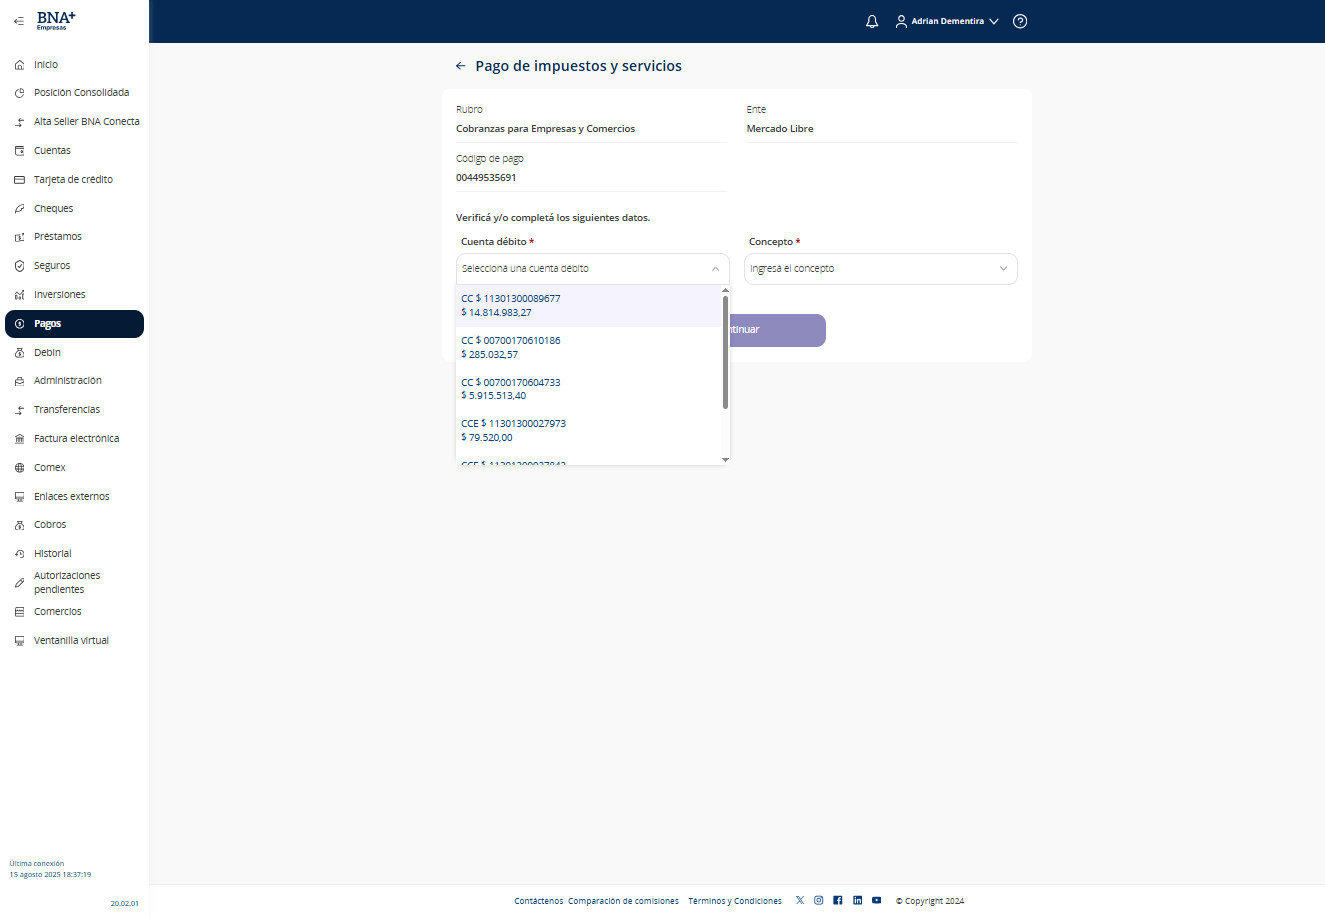 BNA+
Empresas
Adrian Dementira
Inicio
Posición Consolidada
Alta Seller BNA Conecta
Cuentas
Tarjeta de crédito
Cheques
Préstamos
Seguros
Inversiones
Pagos
Debin
Administración
Transferencias
Factura electrónica
Comex
Enlaces externos
Cobros
Historial
Autorizaciones
pendientes
Comercios
Ventanilla virtual
Última conexión
15 agosto 2025 18:37:19
20.02.01
Pago de impuestos y servicios
Rubro
Cobranzas para Empresas y Comercios
Ente
Mercado Libre
Código de pago
00449535691
Verificá y/o completá los siguientes datos.
Cuenta débito *
Seleccioná una cuenta débito
Concepto *
Ingresá el concepto
CC $ 11301300089677
$ 14.814.983,27
CC $ 00700170610186
$ 285.032,57
CC $ 00700170604733
$ 5.915.513,40
CCE $ 11301300027973
$ 79.520,00
ntinuar
Contáctenos Comparación de comisiones Términos y Condiciones © Copyright 2024